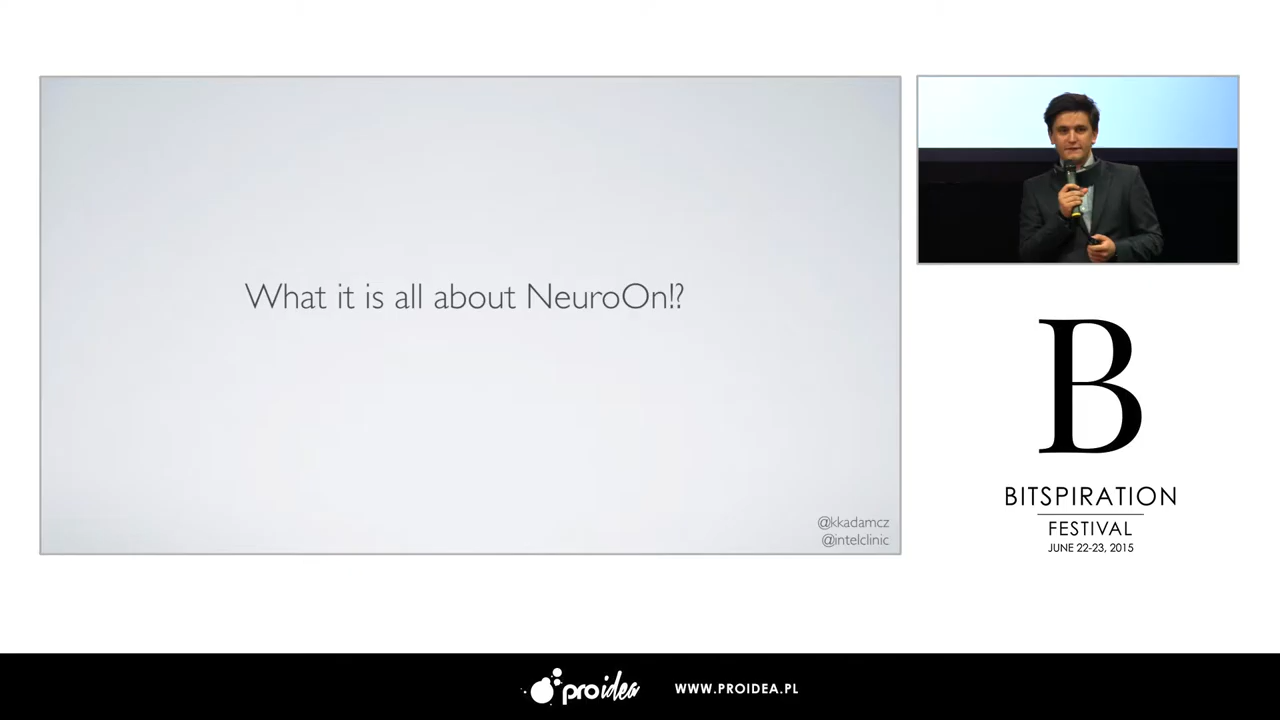 What it is all about NeuroOn!?
@kkadamcz
@intelclinic
B
BITSPIRATION
FESTIVAL
JUNE 22-23, 2015
proidea
WWW.PROIDEA.PL